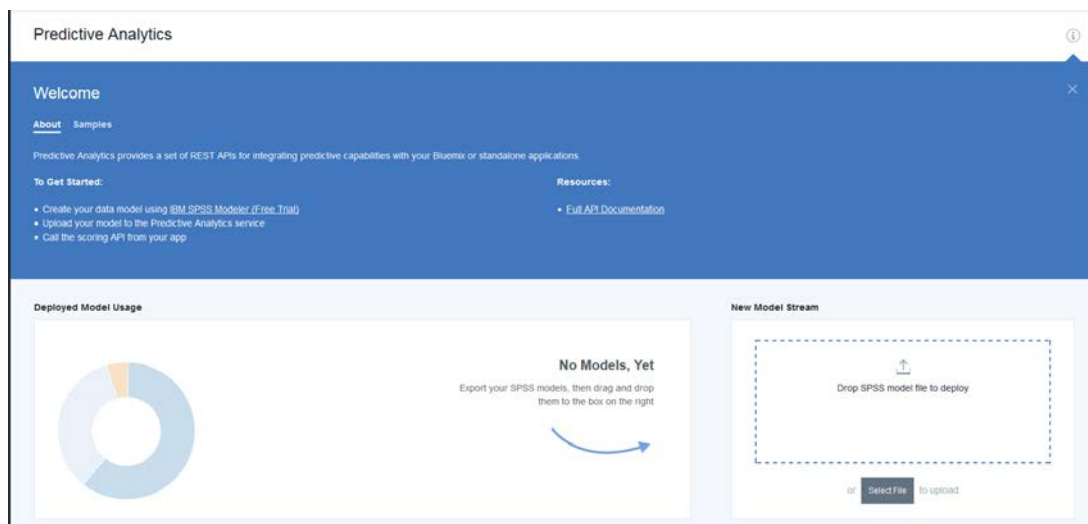 Predictive Analytics
Welcome
About Samples
Predictive Analytics provides a set of REST APIs for integrating predictive capabilities with your Bluemix or standalone applications.
To Get Started:
• Create your data model using IBM SPSS Modeler (Free Trial)
• Upload your model to the Predictive Analytics service
• Call the scoring API from your app
Resources:
• Full API Documentation
Deployed Model Usage
No Models, Yet
Export your SPSS models, then drag and drop
them to the box on the right
New Model Stream
Drop SPSS model file to deploy
or Select File to upload